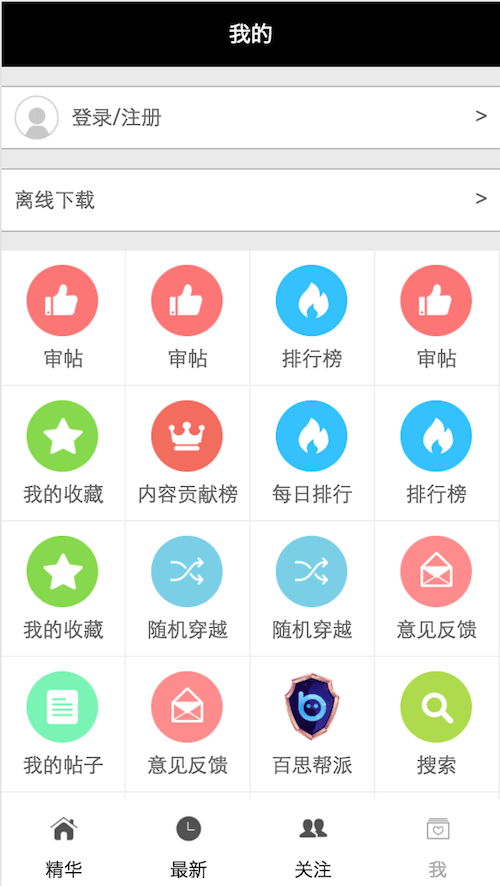 我的
登录/注册 >
离线下载 >
审帖 审帖 排行榜 审帖
我的收藏 内容贡献榜 每日排行 排行榜
我的收藏 随机穿越 随机穿越 意见反馈
我的帖子 意见反馈 百思帮派 搜索
精华 最新 关注 我